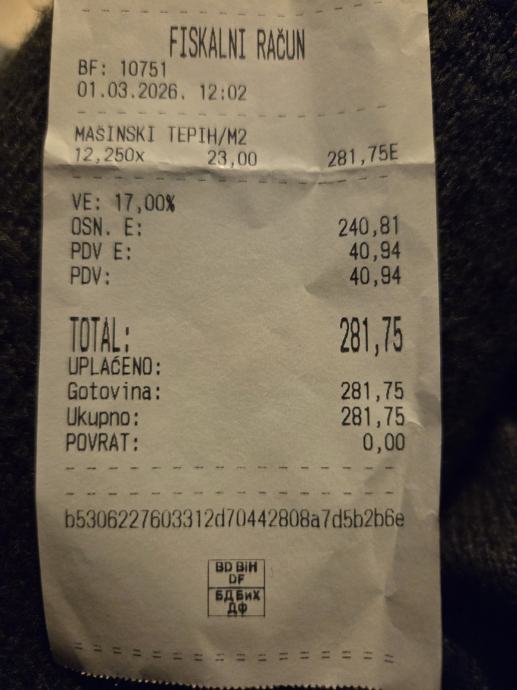 FISKALNI RAČUN
BF: 10751
01.03.2026. 12:02
MAŠINSKI TEPIH/M2
12,250x 23,00 281,75E
VE: 17,00%
OSN. E: 240,81
PDV E: 40,94
PDV: 40,94
TOTAL: 281,75
UPLAĆENO:
Gotovina: 281,75
Ukupno: 281,75
POVRAT: 0,00
b5306227603312d70442808a7d5b2b6e
BD BiH
DF
БД БиХ
ДФ